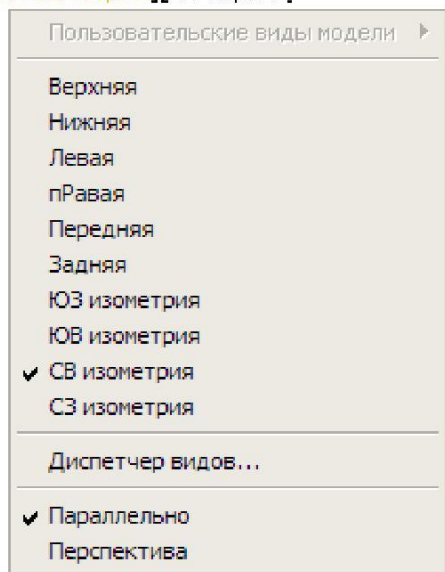 Пользовательские виды модели
Верхняя
Нижняя
Левая
пРавая
Передняя
Задняя
ЮЗ изометрия
ЮВ изометрия
СВ изометрия
СЗ изометрия
Диспетчер видов...
Параллельно
Перспектива